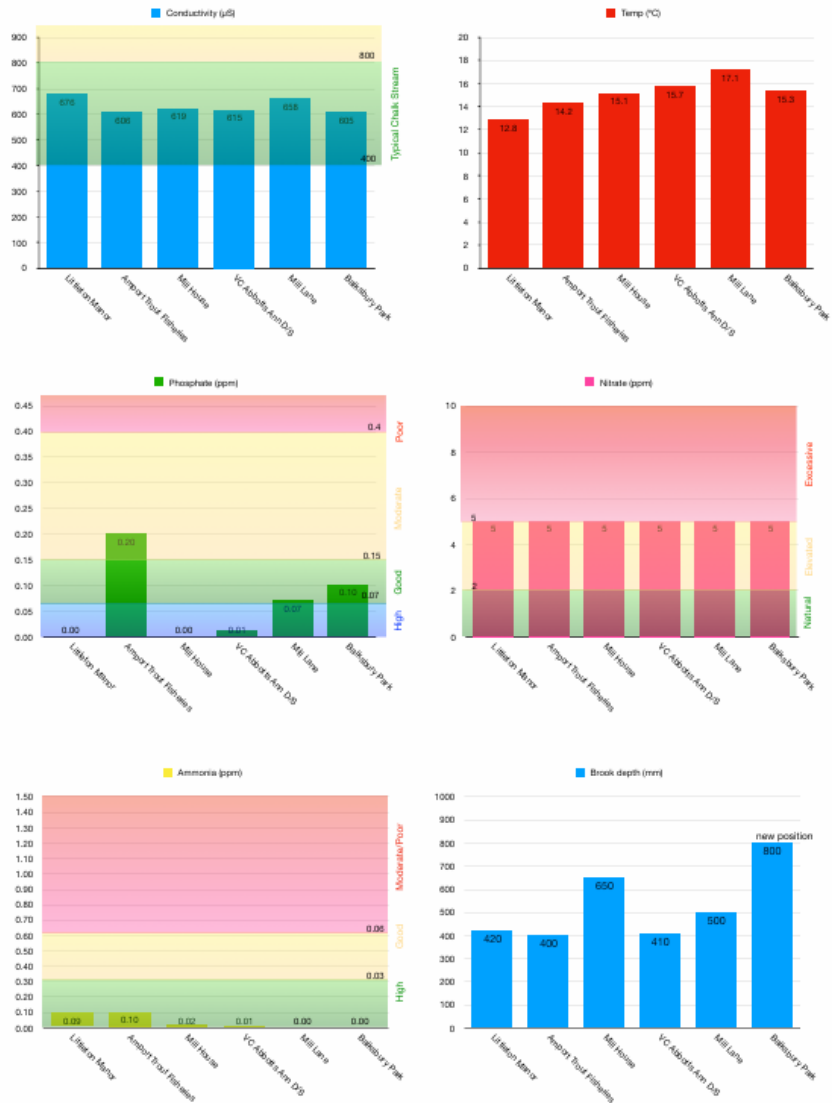 Conductivity (µS)
900
800
700
600
500
400
300
200
100
0
800
400
Typical Chalk Stream
676
608
619
615
658
605
Littleton Manor
Amport Trout Fisheries
Mill House
VC Abbotts Ann D/S
Mill Lane
Balksbury Park
Temp (°C)
20
18
16
14
12
10
8
6
4
2
0
12.8
14.2
15.1
15.7
17.1
15.3
Littleton Manor
Amport Trout Fisheries
Mill House
VC Abbotts Ann D/S
Mill Lane
Balksbury Park
Phosphate (ppm)
0.45
0.40
0.35
0.30
0.25
0.20
0.15
0.10
0.05
0.00
0.4
0.15
0.07
Poor
Moderate
Good
High
0.00
0.20
0.00
0.01
0.07
0.10
Littleton Manor
Amport Trout Fisheries
Mill House
VC Abbotts Ann D/S
Mill Lane
Balksbury Park
Nitrate (ppm)
10
8
6
4
2
0
5
2
Excessive
Elevated
Natural
5
5
5
5
5
5
Littleton Manor
Amport Trout Fisheries
Mill House
VC Abbotts Ann D/S
Mill Lane
Balksbury Park
Ammonia (ppm)
1.50
1.40
1.30
1.20
1.10
1.00
0.90
0.80
0.70
0.60
0.50
0.40
0.30
0.20
0.10
0.00
0.06
0.03
Moderate/Poor
Good
High
0.09
0.10
0.02
0.01
0.00
0.00
Littleton Manor
Amport Trout Fisheries
Mill House
VC Abbotts Ann D/S
Mill Lane
Balksbury Park
Brook depth (mm)
1000
900
800
700
600
500
400
300
200
100
0
new position
420
400
650
410
500
800
Littleton Manor
Amport Trout Fisheries
Mill House
VC Abbotts Ann D/S
Mill Lane
Balksbury Park